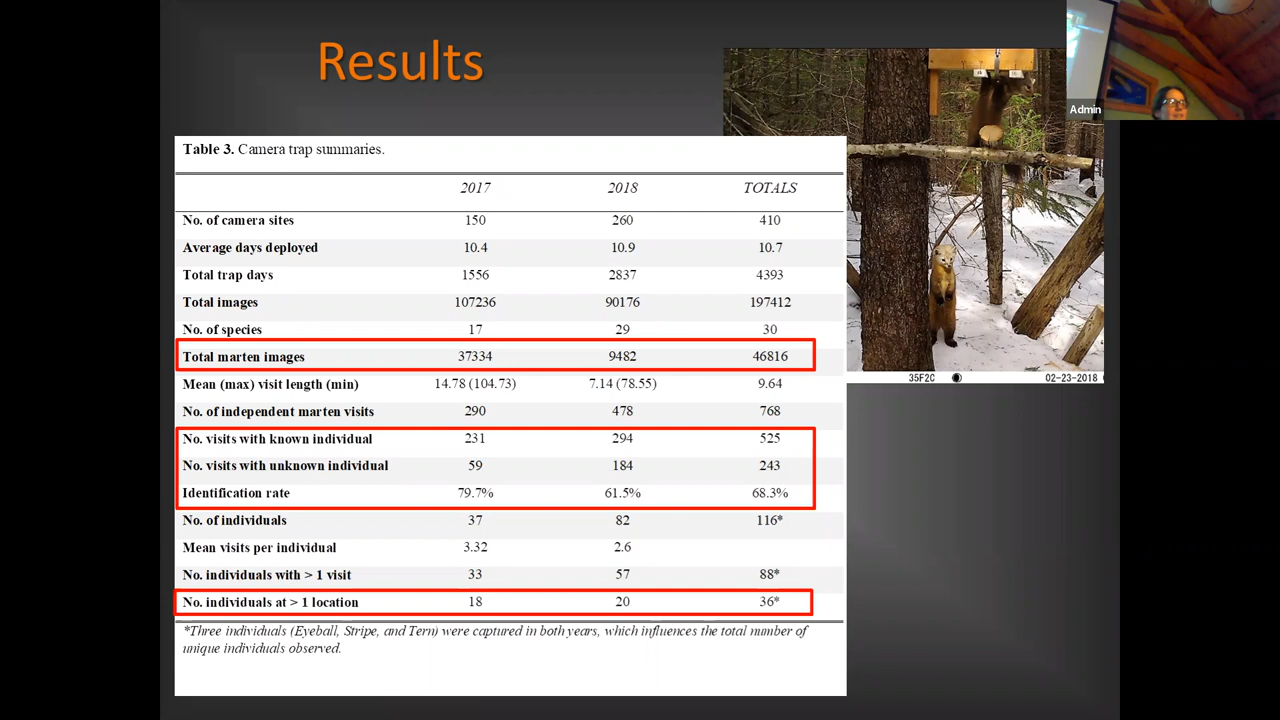 Results
Admin
Table 3. Camera trap summaries.
2017 2018 TOTALS
No. of camera sites 150 260 410
Average days deployed 10.4 10.9 10.7
Total trap days 1556 2837 4393
Total images 107236 90176 197412
No. of species 17 29 30
Total marten images 37334 9482 46816
Mean (max) visit length (min) 14.78 (104.73) 7.14 (78.55) 9.64
No. of independent marten visits 290 478 768
No. visits with known individual 231 294 525
No. visits with unknown individual 59 184 243
Identification rate 79.7% 61.5% 68.3%
No. of individuals 37 82 116*
Mean visits per individual 3.32 2.6
No. individuals with > 1 visit 33 57 88*
No. individuals at > 1 location 18 20 36*
*Three individuals (Eyeball, Stripe, and Tern) were captured in both years, which influences the total number of
unique individuals observed.
35F2C 02-23-2018